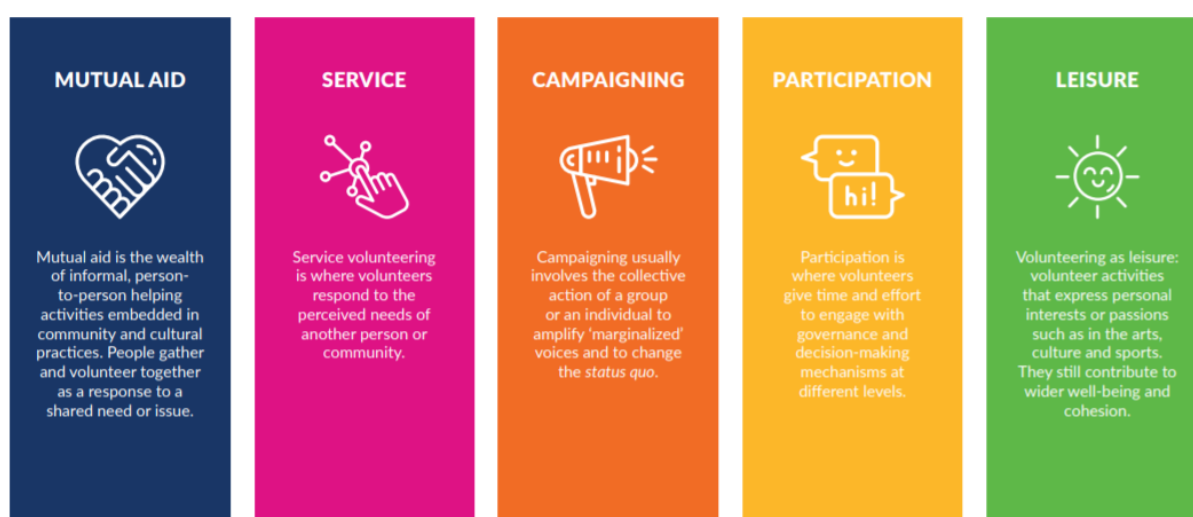 MUTUAL AID
Mutual aid is the wealth
of informal, person-
to-person helping
activities embedded in
community and cultural
practices. People gather
and volunteer together
as a response to a
shared need or issue.
SERVICE
Service volunteering
is where volunteers
respond to the
perceived needs of
another person or
community.
CAMPAIGNING
Campaigning usually
involves the collective
action of a group
or an individual to
amplify ‘marginalized’
voices and to change
the status quo.
PARTICIPATION
hi!
Participation is
where volunteers
give time and effort
to engage with
governance and
decision-making
mechanisms at
different levels.
LEISURE
Volunteering as leisure:
volunteer activities
that express personal
interests or passions
such as in the arts,
culture and sports.
They still contribute to
wider well-being and
cohesion.